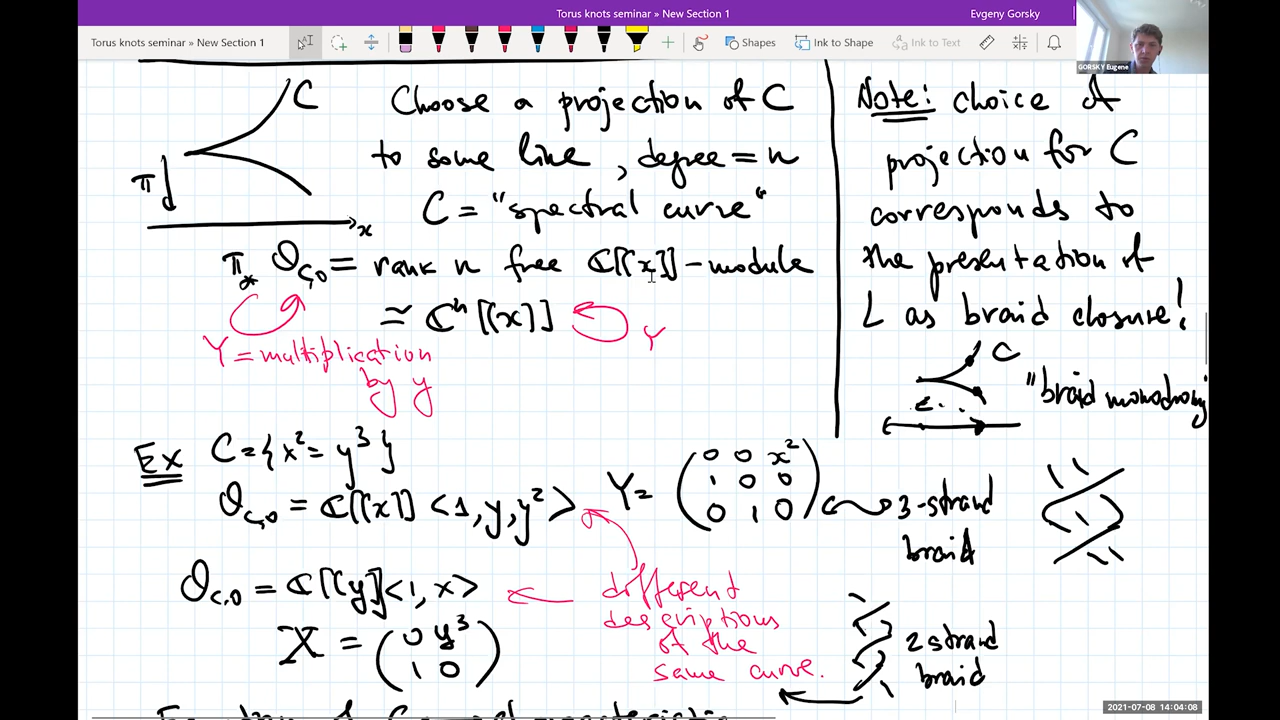 Torus knots seminar » New Section 1
Evgeny Gorsky
Torus knots seminar » New Section 1
Shapes
Ink to Shape
Ink to Text
GORSKY Eugene
C
π
x
Choose a projection of C
to some line, degree = n
C = "spectral curve"
π_* O_{C,0} = rank n free ℂ[[x]]-module
≃ ℂⁿ[[x]]
Y
Y = multiplication
by y
Note: choice of
projection for C
corresponds to
the presentation of
L as braid closure!
C
"braid monodromy
Ex C = {x² = y³}
O_{C,0} = ℂ[[x]] <1, y, y²>
Y = (0 0 x²
1 0 0
0 1 0)
3-strand
braid
O_{C,0} = ℂ[[y]] <1, x>
X = (0 y³
1 0)
different
descriptions
of the
same curve.
2 strand
braid
2021-07-08 14:04:08